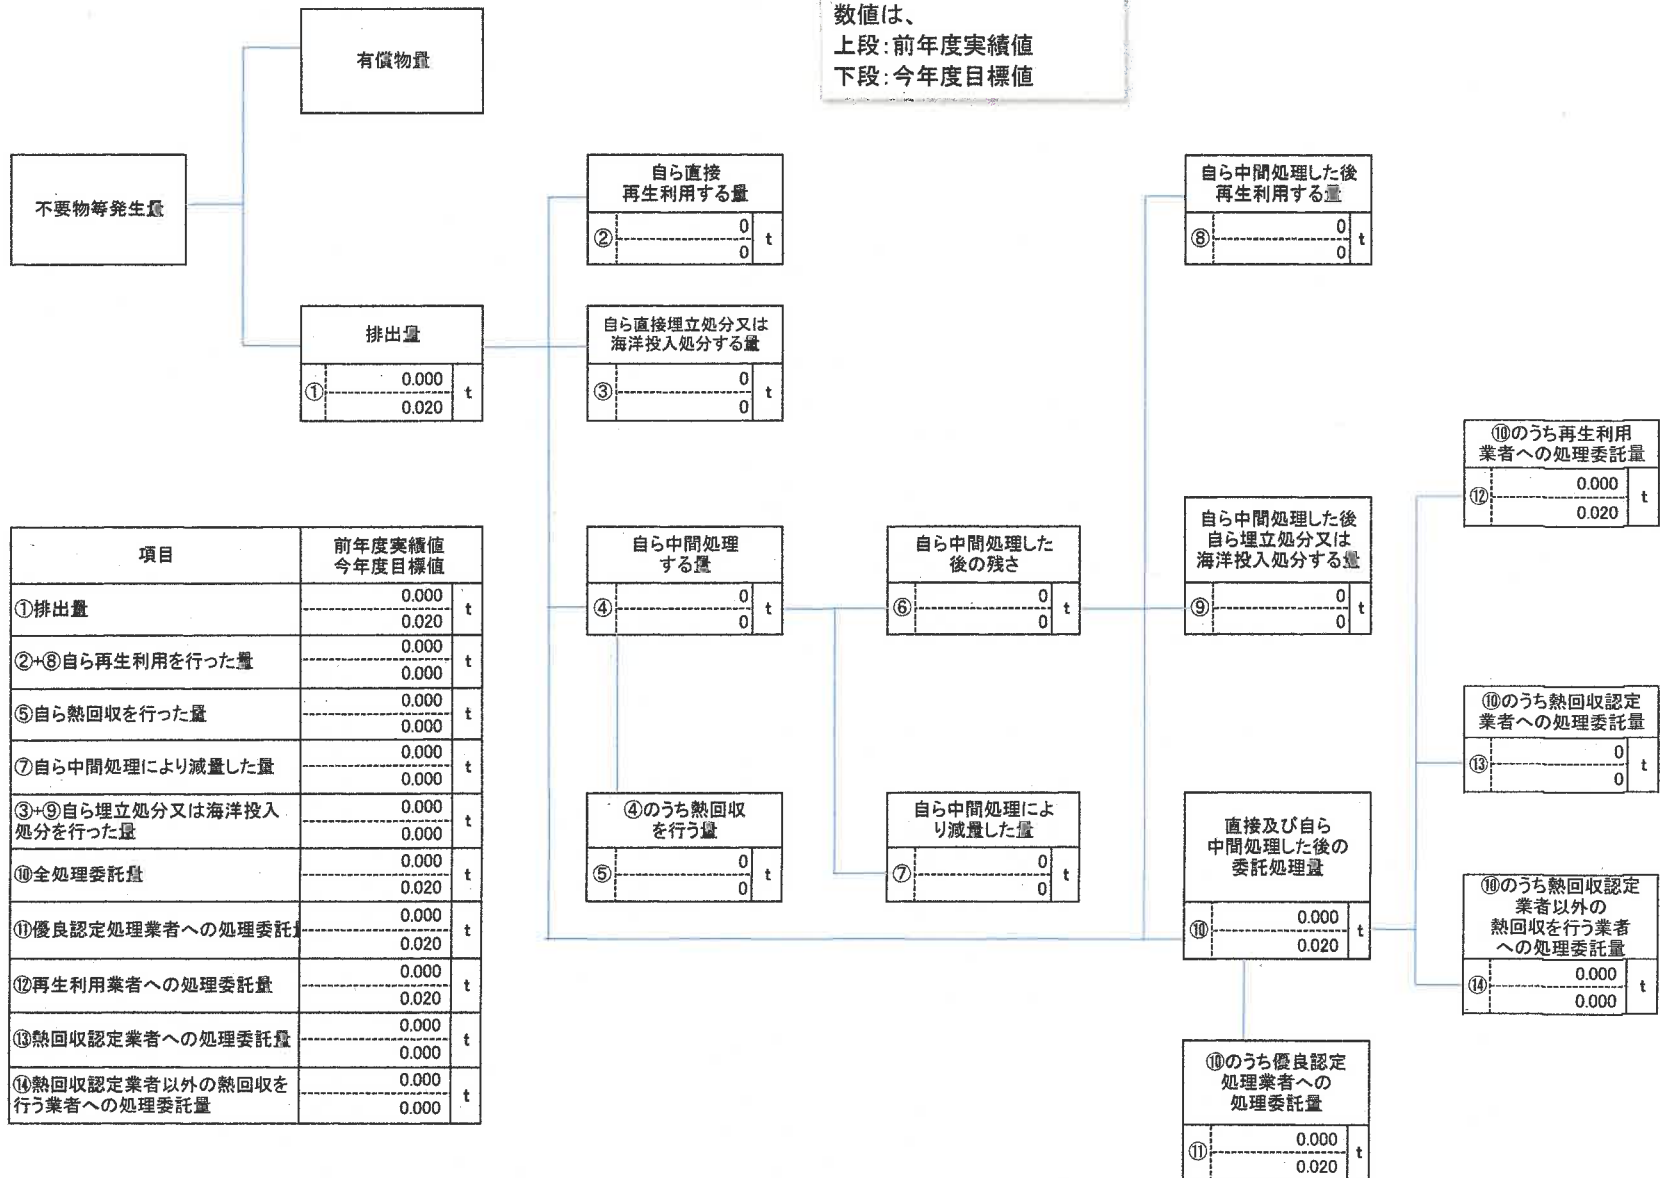 数値は、
上段:前年度実績値
下段:今年度目標値
有償物量
不要物等発生量
排出量
①
0.000
0.020
t
自ら直接
再生利用する量
②
0
0
t
自ら直接埋立処分又は
海洋投入処分する量
③
0
0
t
自ら中間処理
する量
④
0
0
t
④のうち熱回収
を行う量
⑤
0
0
t
自ら中間処理した
後の残さ
⑥
0
0
t
自ら中間処理によ
り減量した量
⑦
0
0
t
自ら中間処理した後
再生利用する量
⑧
0
0
t
自ら中間処理した後
自ら埋立処分又は
海洋投入処分する量
⑨
0
0
t
直接及び自ら
中間処理した後の
委託処理量
⑩
0.000
0.020
t
⑩のうち優良認定
処理業者への
処理委託量
⑪
0.000
0.020
t
⑩のうち再生利用
業者への処理委託量
⑫
0.000
0.020
t
⑩のうち熱回収認定
業者への処理委託量
⑬
0
0
t
⑩のうち熱回収認定
業者以外の
熱回収を行う業者
への処理委託量
⑭
0.000
0.000
t
項目
前年度実績値
今年度目標値
①排出量
0.000
0.020
t
②+⑧自ら再生利用を行った量
0.000
0.000
t
⑤自ら熱回収を行った量
0.000
0.000
t
⑦自ら中間処理により減量した量
0.000
0.000
t
③+⑨自ら埋立処分又は海洋投入
処分を行った量
0.000
0.000
t
⑩全処理委託量
0.000
0.020
t
⑪優良認定処理業者への処理委託
0.000
0.020
t
⑫再生利用業者への処理委託量
0.000
0.020
t
⑬熱回収認定業者への処理委託量
0.000
0.000
t
⑭熱回収認定業者以外の熱回収を
行う業者への処理委託量
0.000
0.000
t